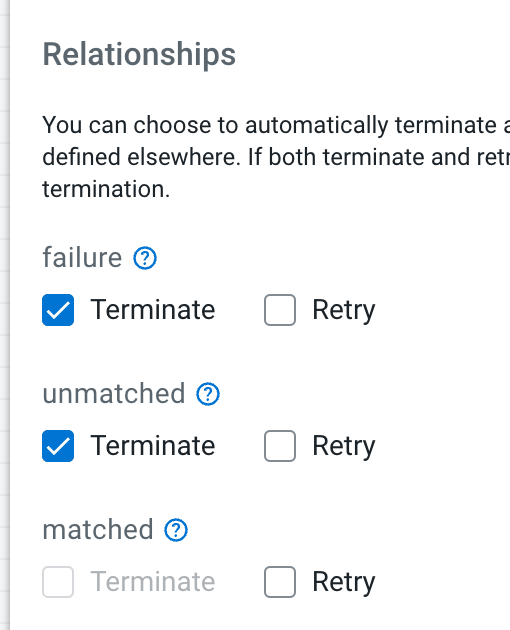 Relationships
You can choose to automatically terminate a
defined elsewhere. If both terminate and retr
termination.
failure
Terminate Retry
unmatched
Terminate Retry
matched
Terminate Retry